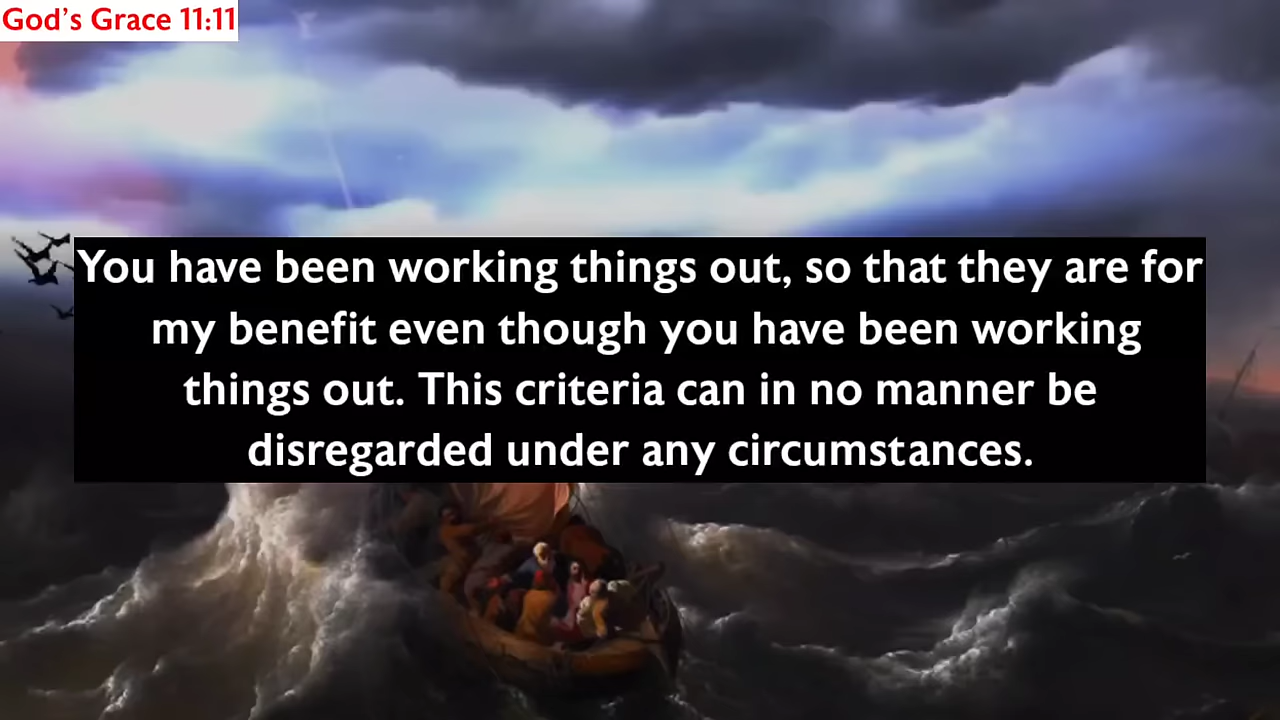 God’s Grace 11:11
You have been working things out, so that they are for
my benefit even though you have been working
things out. This criteria can in no manner be
disregarded under any circumstances.